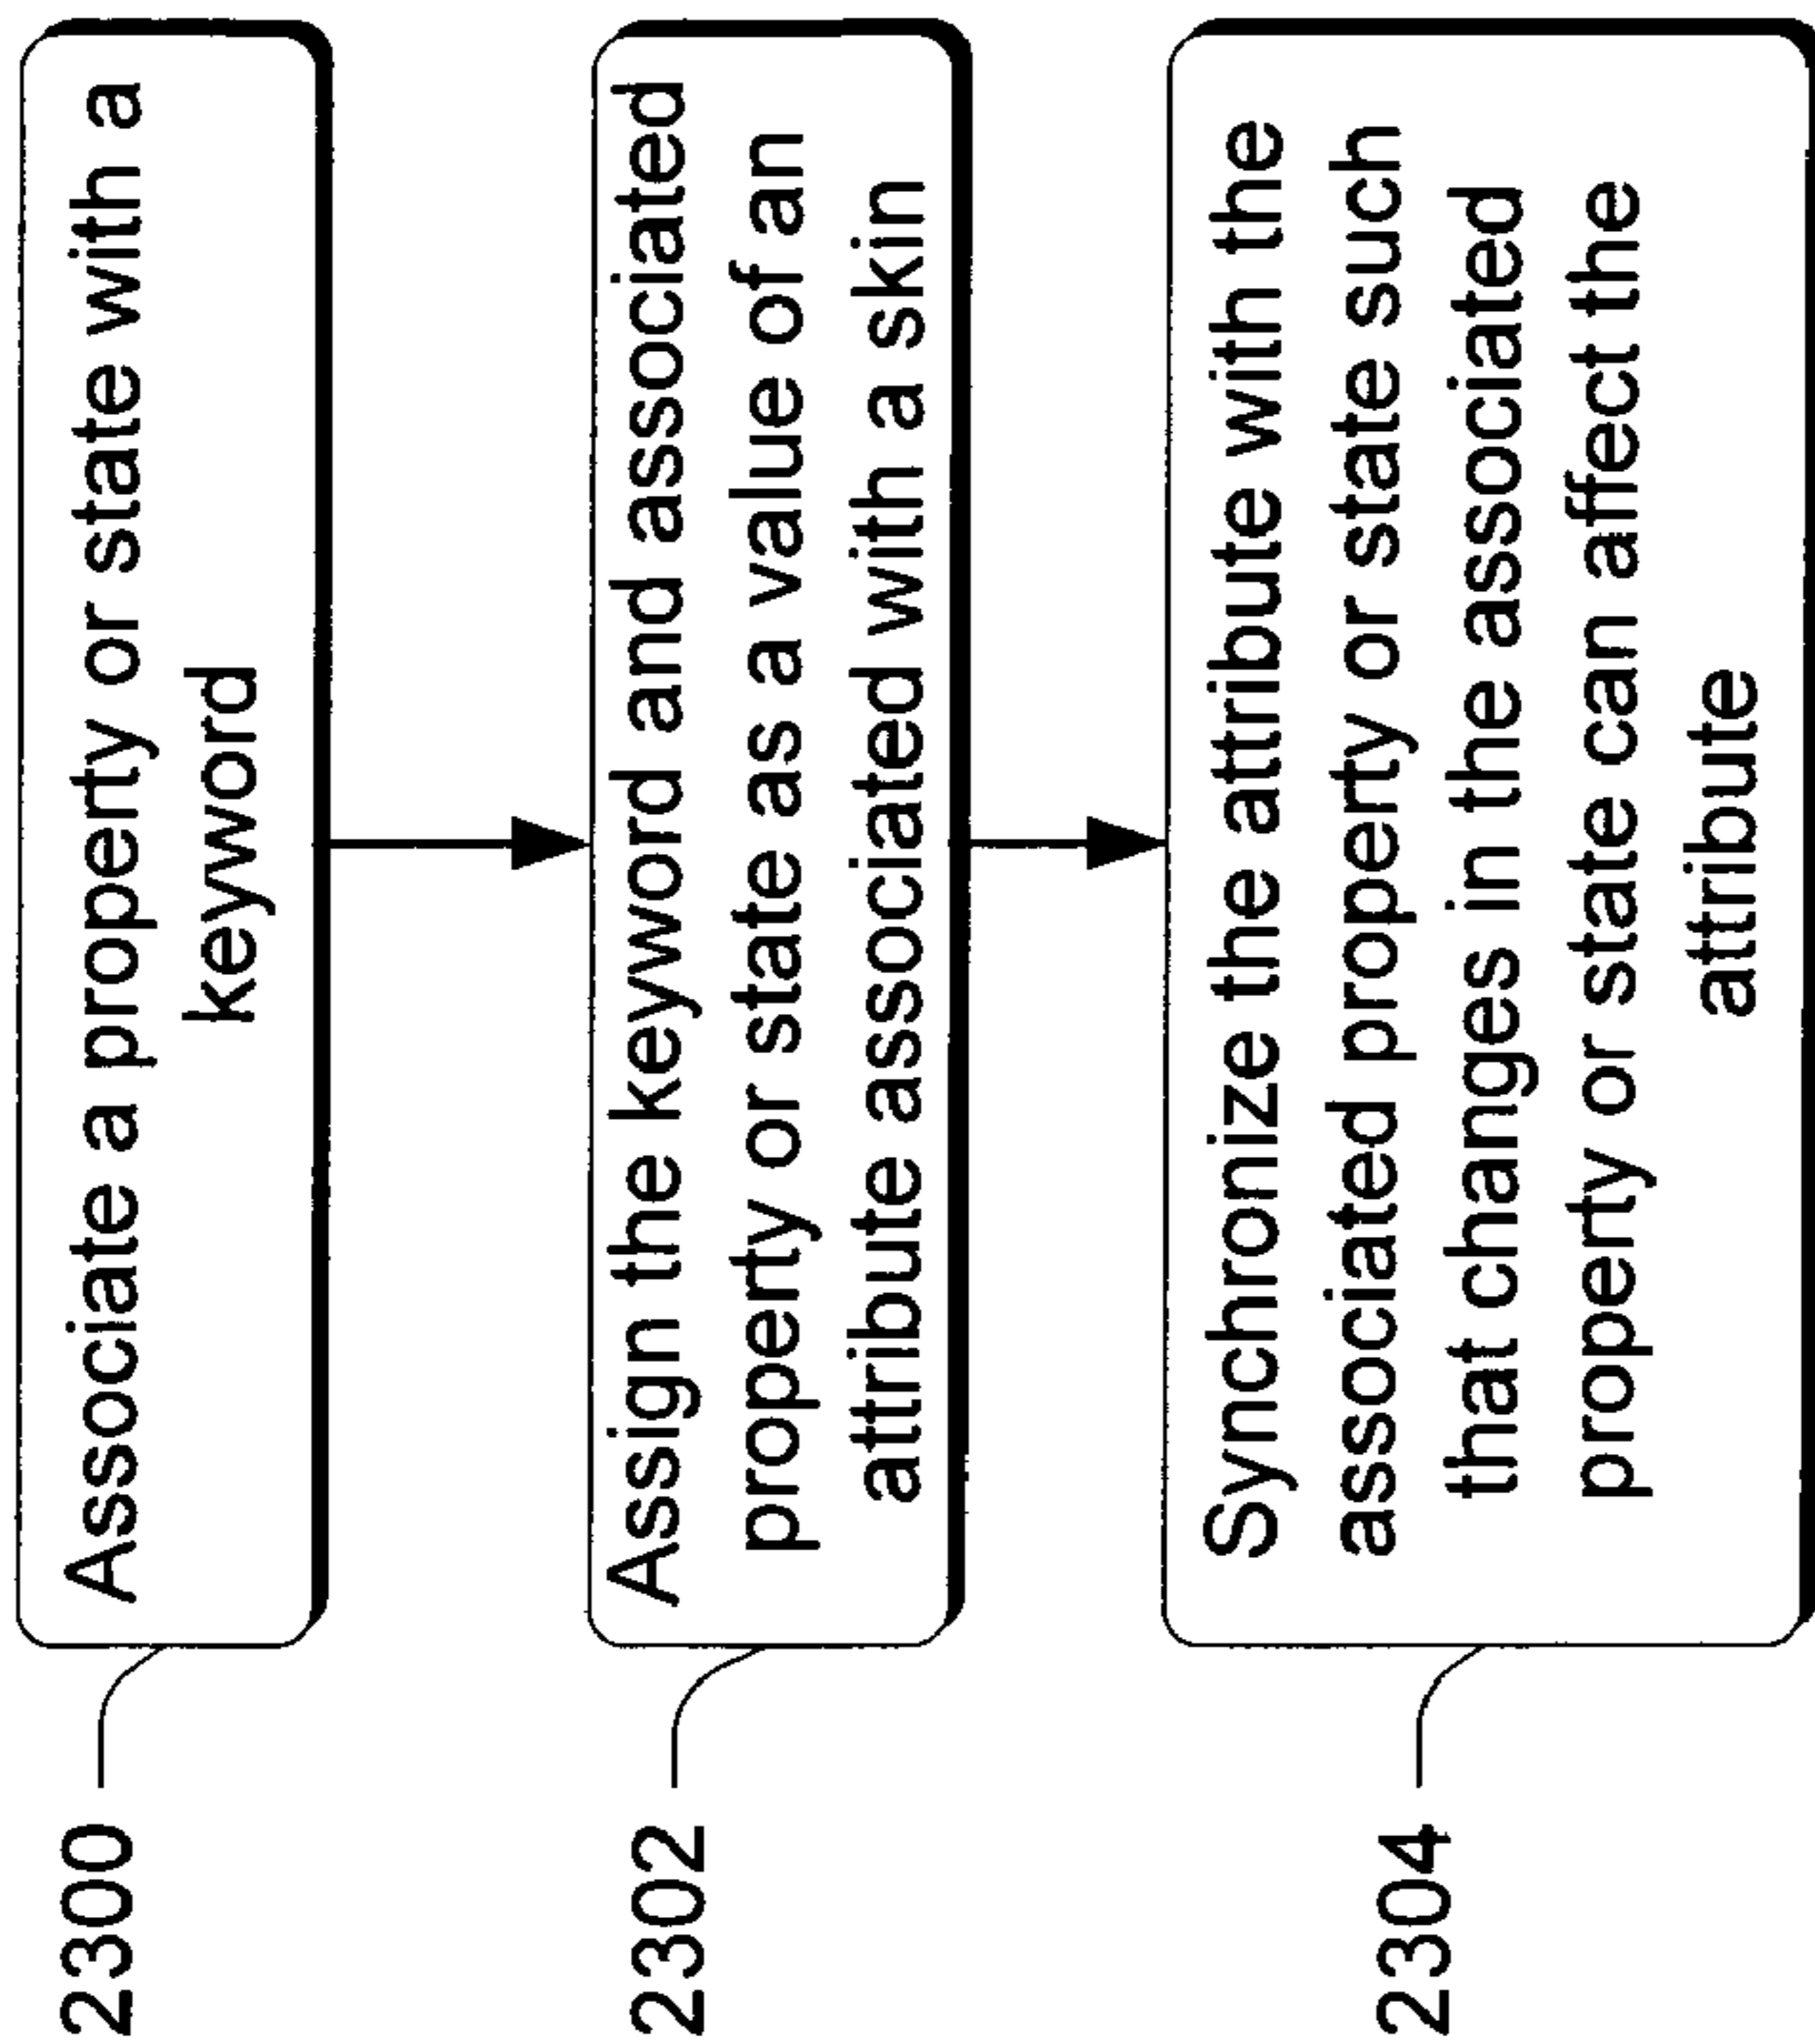 2300
Associate a property or state with a
keyword
2302
Assign the keyword and associated
property or state as a value of an
attribute associated with a skin
2304
Synchronize the attribute with the
associated property or state such
that changes in the associated
property or state can affect the
attribute